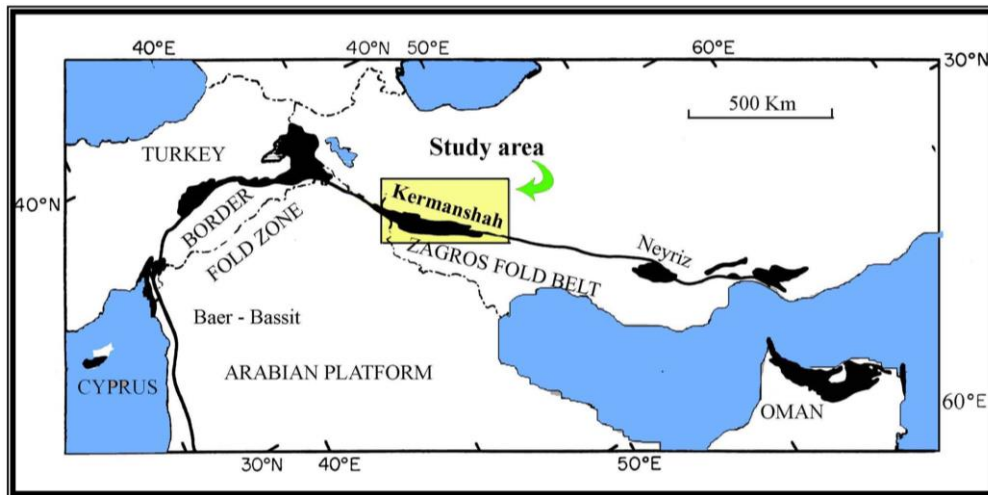 40°E
40°N 50°E
60°E
30°N
500 Km
Study area
TURKEY
Kermanshah
40°N
BORDER
FOLD ZONE
Neyriz
ZAGROS FOLD BELT
Baer - Bassit
CYPRUS
ARABIAN PLATFORM
OMAN
60°E
30°N
40°E
50°E